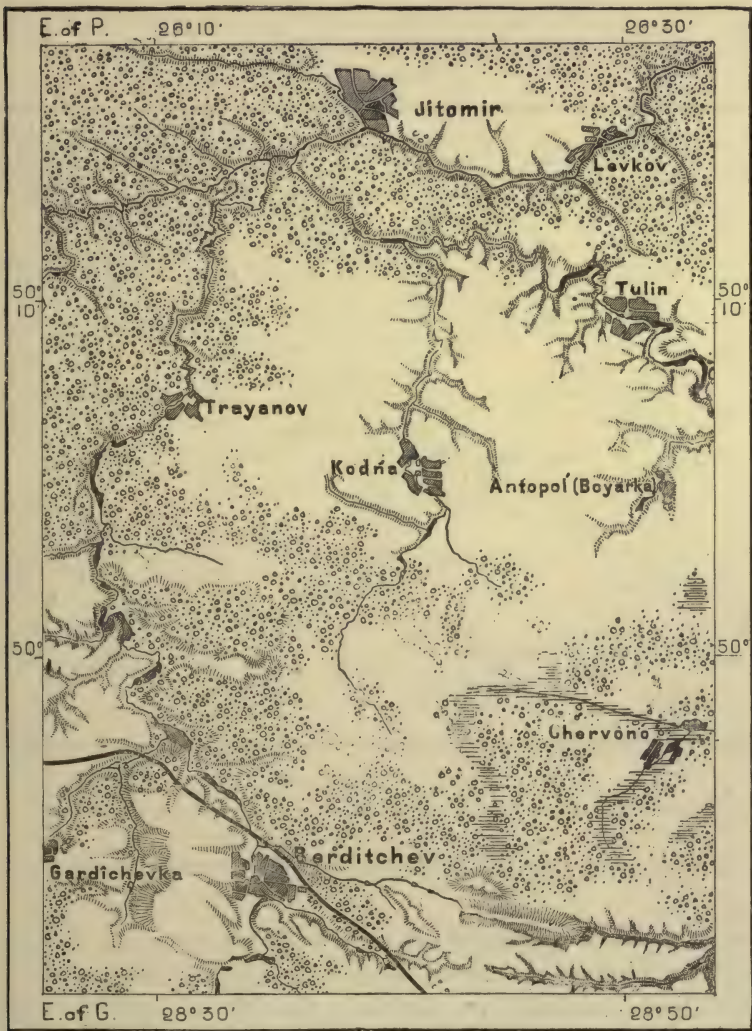 E. of P. 26°10' 26°30'
Jitomir
Levkov
50° 10' 50° 10'
Tulin
Trayanov
Kodńa
Antopol (Boyarka)
50° 50°
Chervono
Berditchev
Gardichevka
E. of G. 28°30' 28°50'